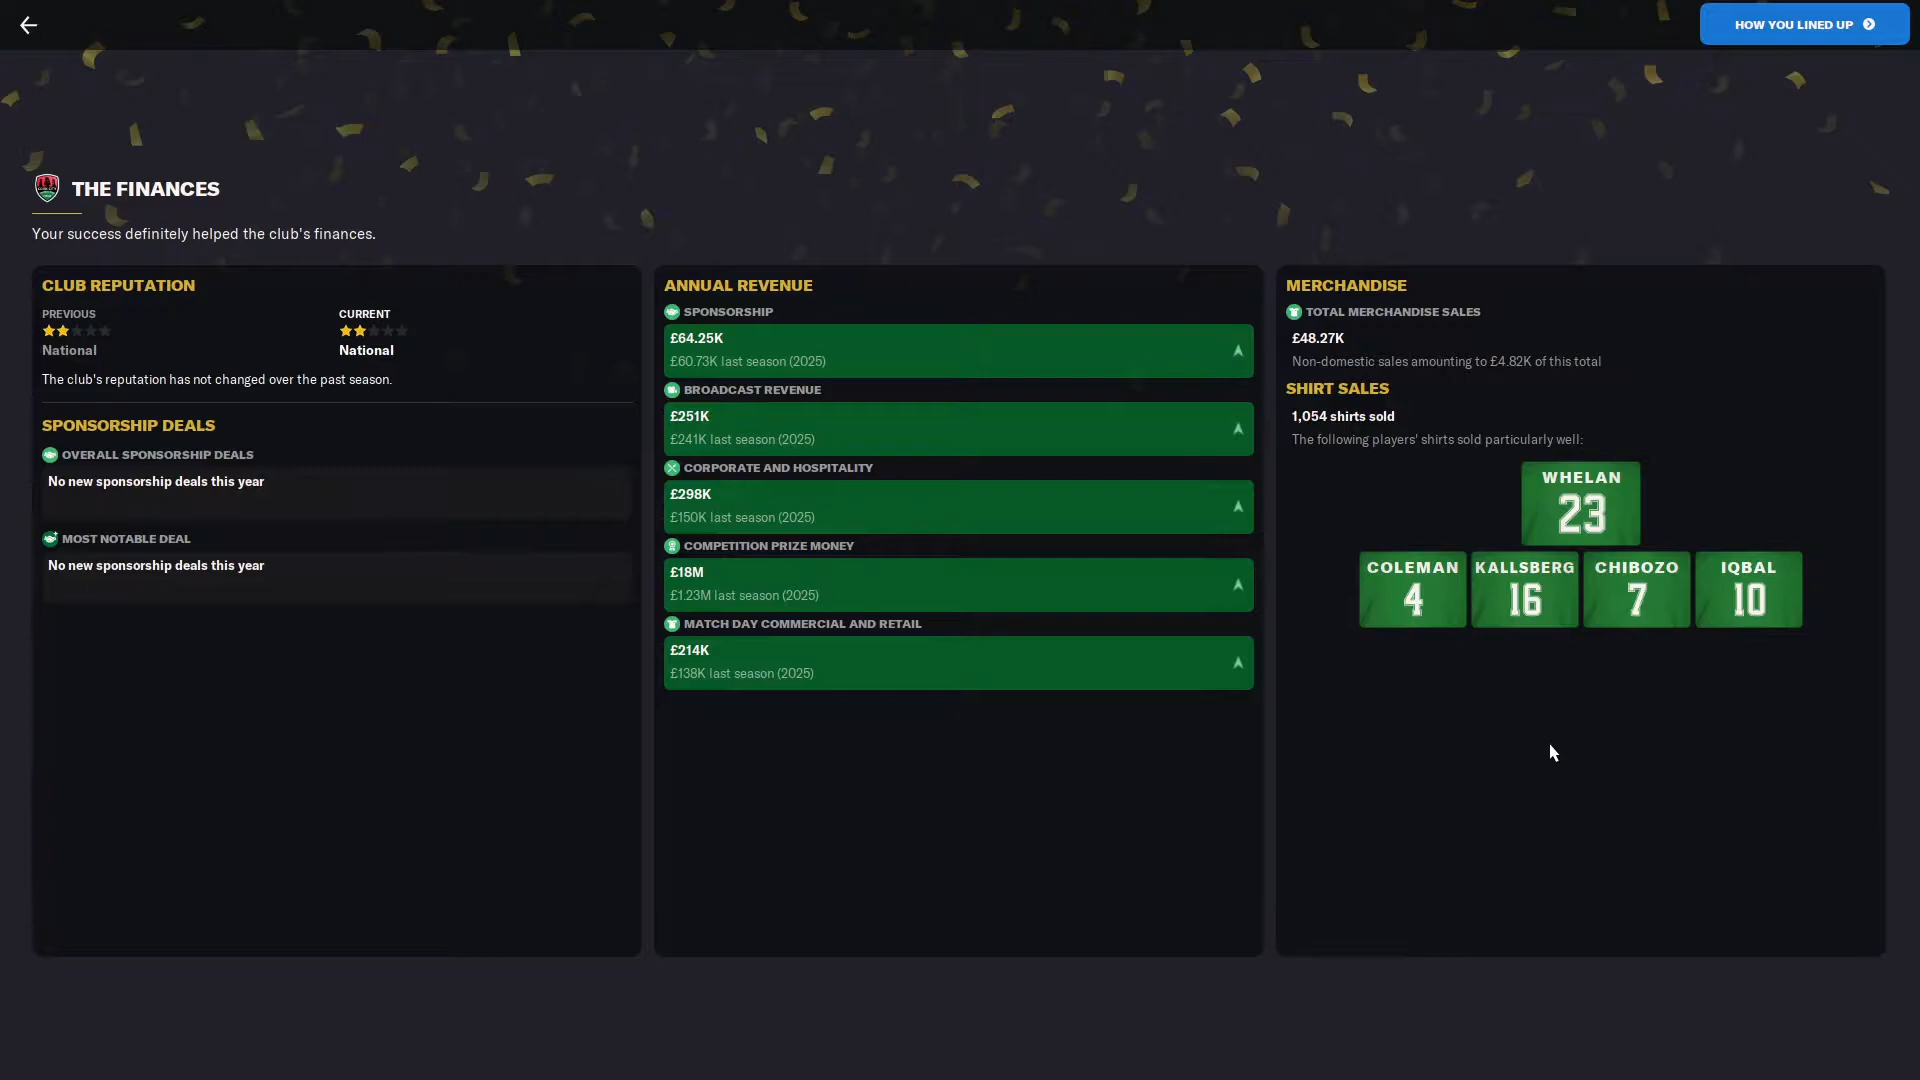 HOW YOU LINED UP
THE FINANCES
Your success definitely helped the club's finances.
CLUB REPUTATION
PREVIOUS
CURRENT
National
National
The club's reputation has not changed over the past season.
SPONSORSHIP DEALS
OVERALL SPONSORSHIP DEALS
No new sponsorship deals this year
MOST NOTABLE DEAL
No new sponsorship deals this year
ANNUAL REVENUE
SPONSORSHIP
£64.25K
£60.73K last season (2025)
BROADCAST REVENUE
£251K
£241K last season (2025)
CORPORATE AND HOSPITALITY
£298K
£150K last season (2025)
COMPETITION PRIZE MONEY
£18M
£1.23M last season (2025)
MATCH DAY COMMERCIAL AND RETAIL
£214K
£138K last season (2025)
MERCHANDISE
TOTAL MERCHANDISE SALES
£48.27K
Non-domestic sales amounting to £4.82K of this total
SHIRT SALES
1,054 shirts sold
The following players' shirts sold particularly well:
WHELAN
23
COLEMAN
4
KALLSBERG
16
CHIBOZO
7
IQBAL
10